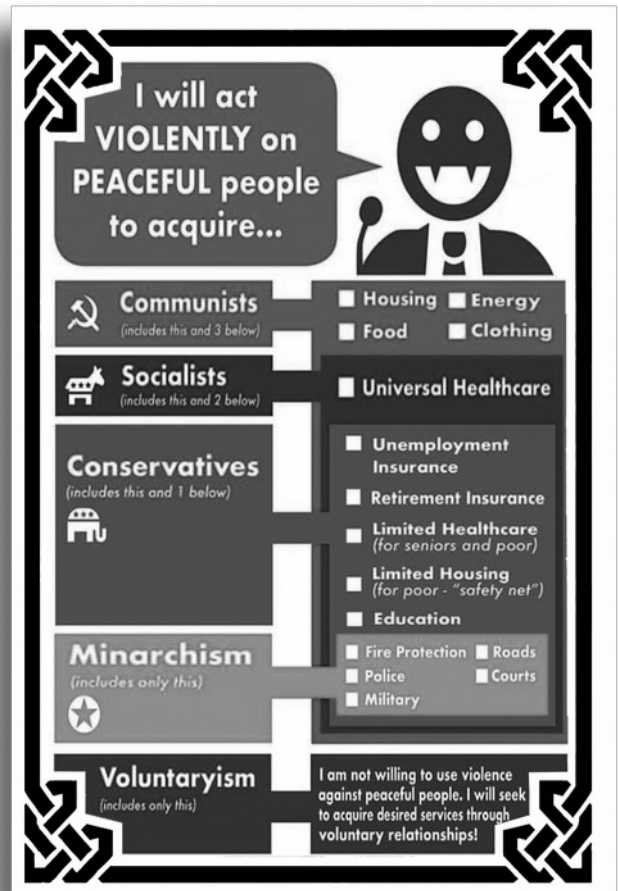 I will act
VIOLENTLY on
PEACEFUL people
to acquire...
Communists
(includes this and 3 below)
Housing Energy
Food Clothing
Socialists
(includes this and 2 below)
Universal Healthcare
Conservatives
(includes this and 1 below)
Unemployment
Insurance
Retirement Insurance
Limited Healthcare
(for seniors and poor)
Limited Housing
(for poor - "safety net")
Education
Minarchism
(includes only this)
Fire Protection Roads
Police Courts
Military
Voluntaryism
(includes only this)
I am not willing to use violence
against peaceful people. I will seek
to acquire desired services through
voluntary relationships!